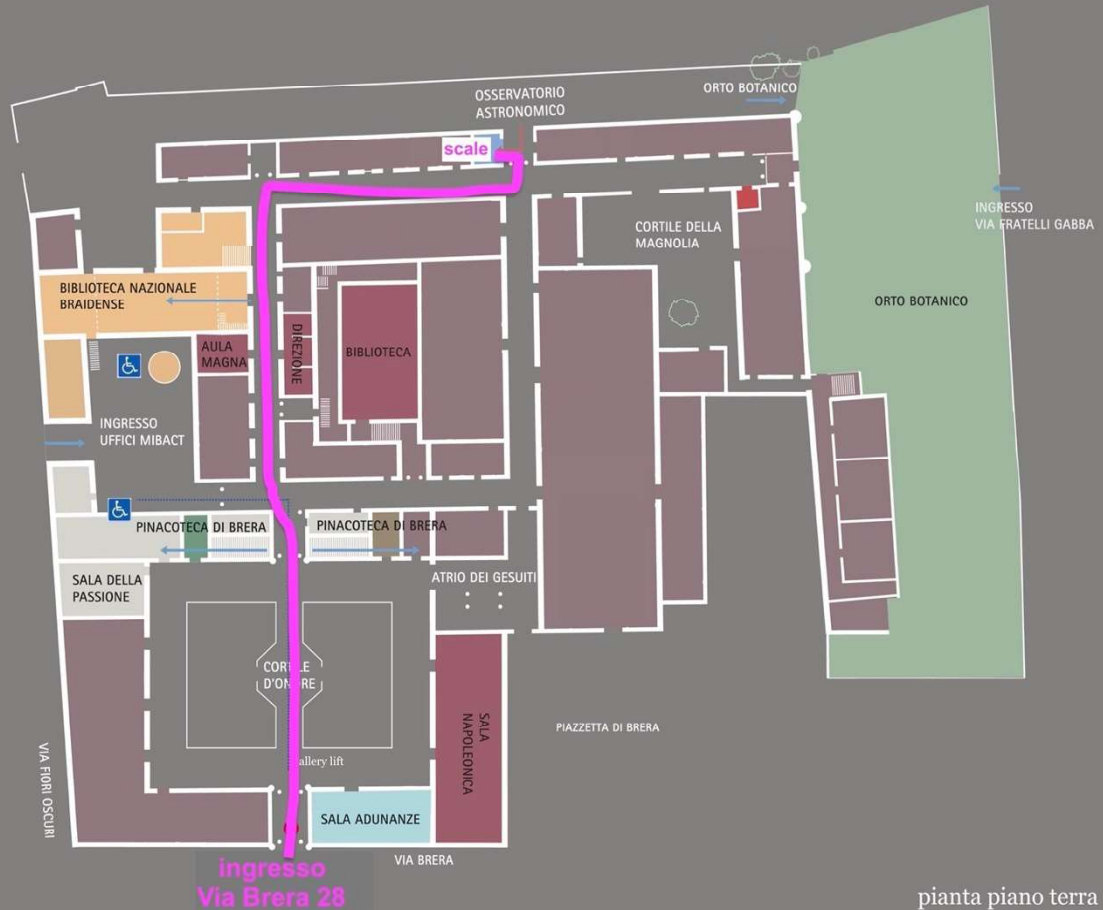 OSSERVATORIO
ASTRONOMICO
ORTO BOTANICO
scale
INGRESSO
VIA FRATELLI GABBA
CORTILE DELLA
MAGNOLIA
BIBLIOTECA NAZIONALE
BRAIDENSE
ORTO BOTANICO
AULA
MAGNA
DIREZIONE
BIBLIOTECA
INGRESSO
UFFICI MIBACT
PINACOTECA DI BRERA
PINACOTECA DI BRERA
SALA DELLA
PASSIONE
ATRIO DEI GESUITI
CORTILE
D'ONORE
SALA
NAPOLEONICA
PIAZZETTA DI BRERA
VIA FIORI OSCURI
allery lift
SALA ADUNANZE
VIA BRERA
ingresso
Via Brera 28
pianta piano terra